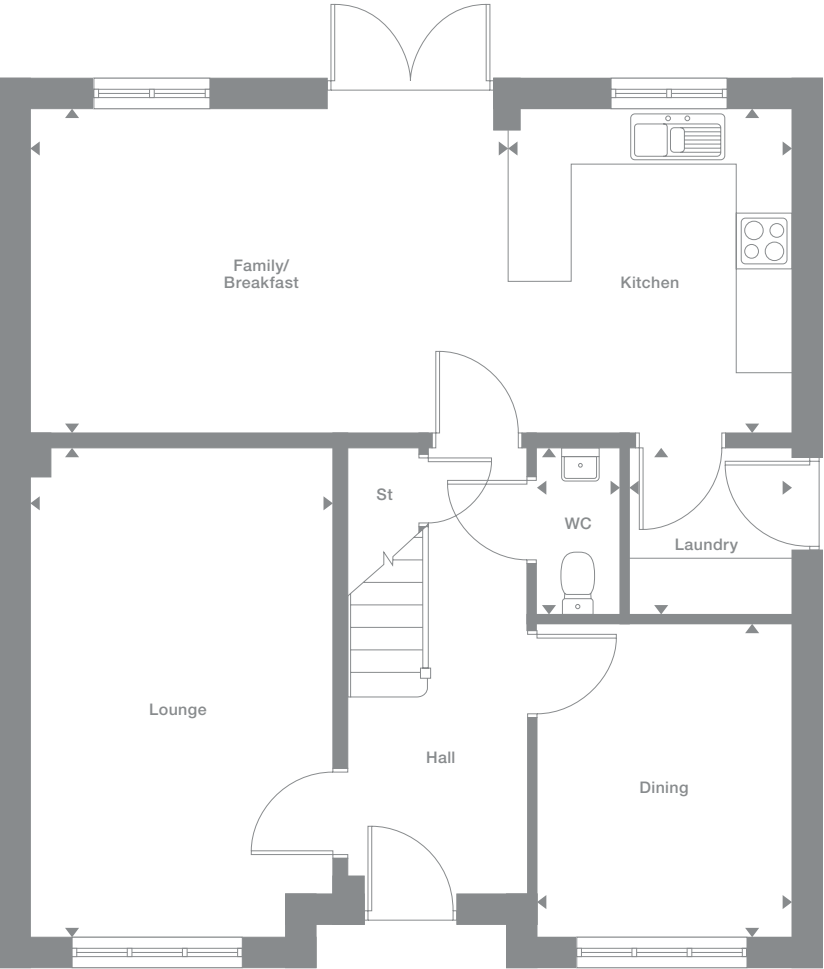 Family/
Breakfast
Kitchen
St
WC
Laundry
Lounge
Hall
Dining